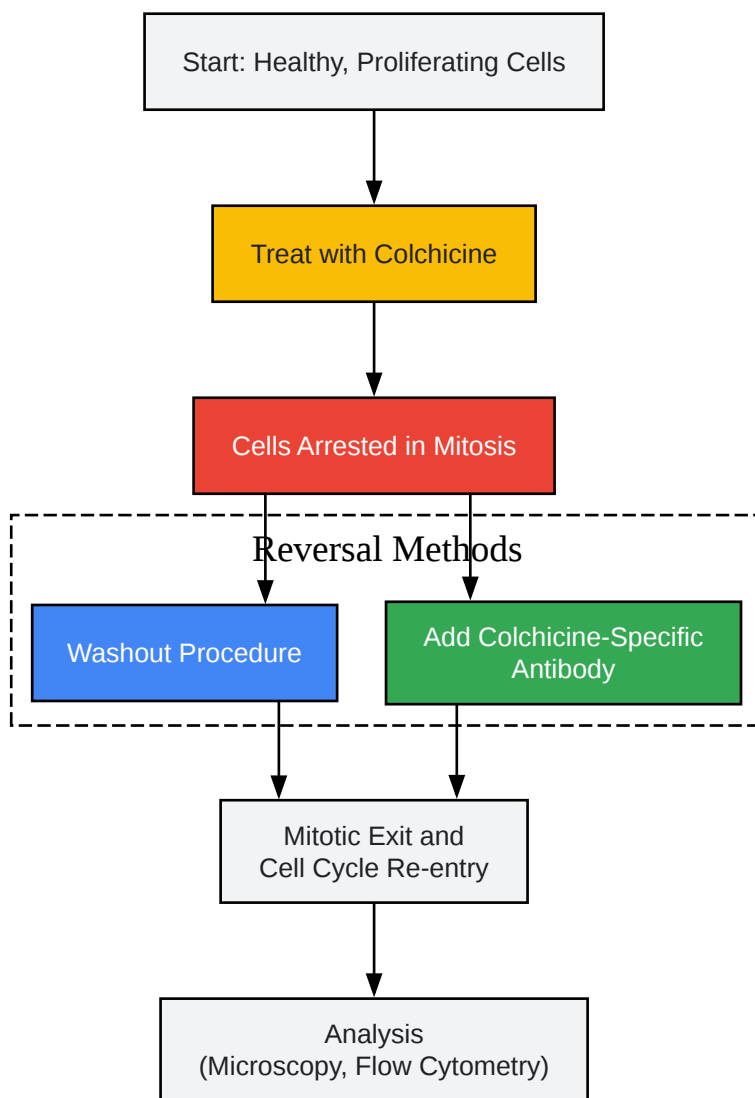 Start: Healthy, Proliferating Cells
Treat with Colchicine
Cells Arrested in Mitosis
Reversal Methods
Washout Procedure
Add Colchicine-Specific
Antibody
Mitotic Exit and
Cell Cycle Re-entry
Analysis
(Microscopy, Flow Cytometry)